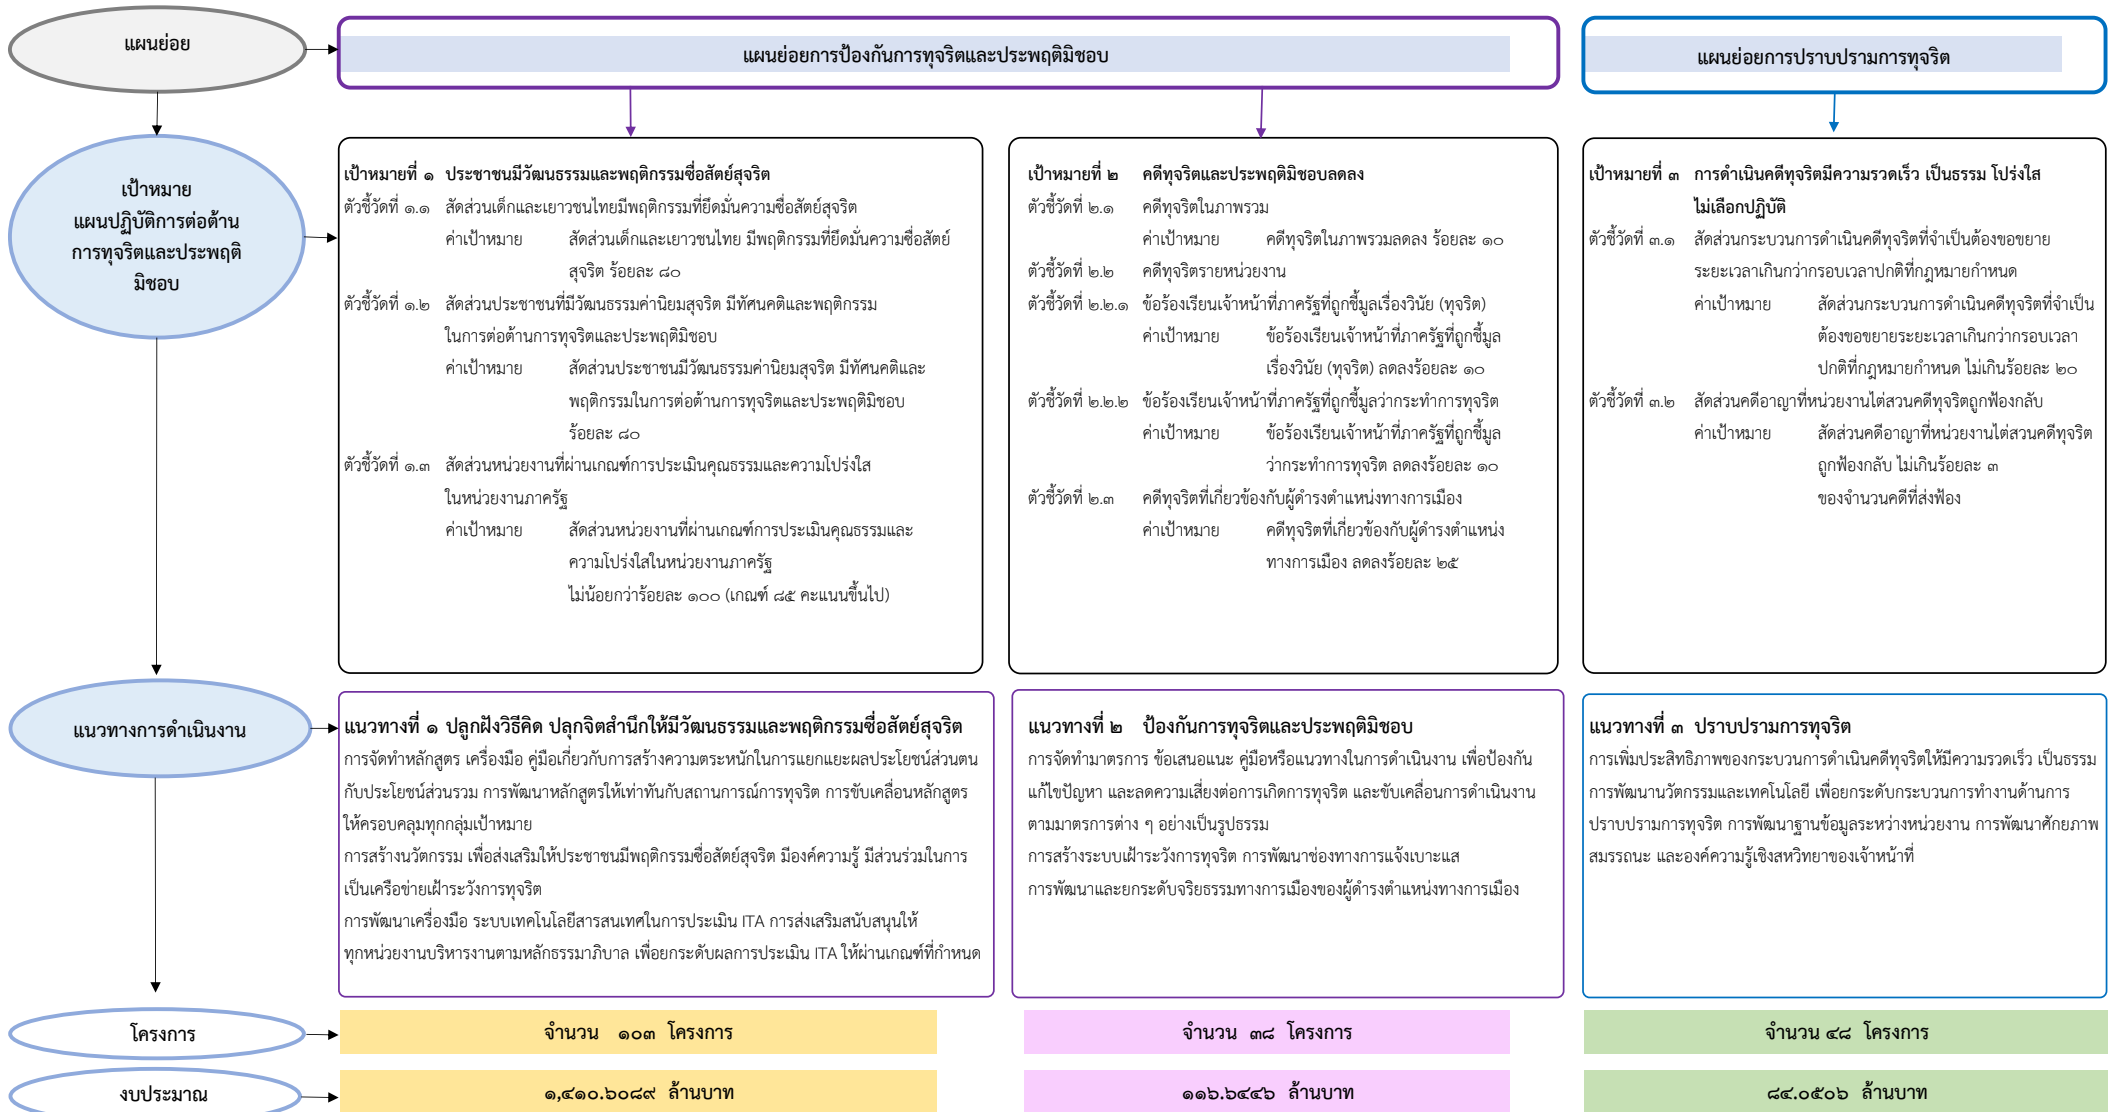 แผนย่อย
แผนย่อยการป้องกันการทุจริตและประพฤติมิชอบ
แผนย่อยการปราบปรามการทุจริต
เป้าหมาย
แผนปฏิบัติการต่อต้าน
การทุจริตและประพฤติ
มิชอบ
เป้าหมายที่ ๑ ประชาชนมีวัฒนธรรมและพฤติกรรมซื่อสัตย์สุจริต
ตัวชี้วัดที่ ๑.๑ สัดส่วนเด็กและเยาวชนไทยมีพฤติกรรมที่ยึดมั่นความซื่อสัตย์สุจริต
ค่าเป้าหมาย สัดส่วนเด็กและเยาวชนไทย มีพฤติกรรมที่ยึดมั่นความซื่อสัตย์
สุจริต ร้อยละ ๘๐
ตัวชี้วัดที่ ๑.๒ สัดส่วนประชาชนที่มีวัฒนธรรมค่านิยมสุจริต มีทัศนคติและพฤติกรรม
ในการต่อต้านการทุจริตและประพฤติมิชอบ
ค่าเป้าหมาย สัดส่วนประชาชนมีวัฒนธรรมค่านิยมสุจริต มีทัศนคติและ
พฤติกรรมในการต่อต้านการทุจริตและประพฤติมิชอบ
ร้อยละ ๘๐
ตัวชี้วัดที่ ๑.๓ สัดส่วนหน่วยงานที่ผ่านเกณฑ์การประเมินคุณธรรมและความโปร่งใส
ในหน่วยงานภาครัฐ
ค่าเป้าหมาย สัดส่วนหน่วยงานที่ผ่านเกณฑ์การประเมินคุณธรรมและ
ความโปร่งใสในหน่วยงานภาครัฐ
ไม่น้อยกว่าร้อยละ ๑๐๐ (เกณฑ์ ๘๕ คะแนนขึ้นไป)
เป้าหมายที่ ๒ คดีทุจริตและประพฤติมิชอบลดลง
ตัวชี้วัดที่ ๒.๑ คดีทุจริตในภาพรวม
ค่าเป้าหมาย คดีทุจริตในภาพรวมลดลง ร้อยละ ๑๐
ตัวชี้วัดที่ ๒.๒ คดีทุจริตรายหน่วยงาน
ตัวชี้วัดที่ ๒.๒.๑ ข้อร้องเรียนเจ้าหน้าที่ภาครัฐที่ถูกชี้มูลเรื่องวินัย (ทุจริต)
ค่าเป้าหมาย ข้อร้องเรียนเจ้าหน้าที่ภาครัฐที่ถูกชี้มูล
เรื่องวินัย (ทุจริต) ลดลงร้อยละ ๑๐
ตัวชี้วัดที่ ๒.๒.๒ ข้อร้องเรียนเจ้าหน้าที่ภาครัฐที่ถูกชี้มูลว่ากระทำการทุจริต
ค่าเป้าหมาย ข้อร้องเรียนเจ้าหน้าที่ภาครัฐที่ถูกชี้มูล
ว่ากระทำการทุจริต ลดลงร้อยละ ๑๐
ตัวชี้วัดที่ ๒.๓ คดีทุจริตที่เกี่ยวข้องกับผู้ดำรงตำแหน่งทางการเมือง
ค่าเป้าหมาย คดีทุจริตที่เกี่ยวข้องกับผู้ดำรงตำแหน่ง
ทางการเมือง ลดลงร้อยละ ๒๕
เป้าหมายที่ ๓ การดำเนินคดีทุจริตมีความรวดเร็ว เป็นธรรม โปร่งใส
ไม่เลือกปฏิบัติ
ตัวชี้วัดที่ ๓.๑ สัดส่วนกระบวนการดำเนินคดีทุจริตที่จำเป็นต้องขอขยาย
ระยะเวลาเกินกว่ากรอบเวลาปกติที่กฎหมายกำหนด
ค่าเป้าหมาย สัดส่วนกระบวนการดำเนินคดีทุจริตที่จำเป็น
ต้องขอขยายระยะเวลาเกินกว่ากรอบเวลา
ปกติที่กฎหมายกำหนด ไม่เกินร้อยละ ๒๐
ตัวชี้วัดที่ ๓.๒ สัดส่วนคดีอาญาที่หน่วยงานไต่สวนคดีทุจริตถูกฟ้องกลับ
ค่าเป้าหมาย สัดส่วนคดีอาญาที่หน่วยงานไต่สวนคดีทุจริต
ถูกฟ้องกลับ ไม่เกินร้อยละ ๓
ของจำนวนคดีที่ส่งฟ้อง
แนวทางการดำเนินงาน
แนวทางที่ ๑ ปลูกฝังวิธีคิด ปลุกจิตสำนึกให้มีวัฒนธรรมและพฤติกรรมซื่อสัตย์สุจริต
การจัดทำหลักสูตร เครื่องมือ คู่มือเกี่ยวกับการสร้างความตระหนักในการแยกแยะผลประโยชน์ส่วนตน
กับประโยชน์ส่วนรวม การพัฒนาหลักสูตรให้เท่าทันกับสถานการณ์การทุจริต การขับเคลื่อนหลักสูตร
ให้ครอบคลุมทุกกลุ่มเป้าหมาย
การสร้างนวัตกรรม เพื่อส่งเสริมให้ประชาชนมีพฤติกรรมซื่อสัตย์สุจริต มีองค์ความรู้ มีส่วนร่วมในการ
เป็นเครือข่ายเฝ้าระวังการทุจริต
การพัฒนาเครื่องมือ ระบบเทคโนโลยีสารสนเทศในการประเมิน ITA การส่งเสริมสนับสนุนให้
ทุกหน่วยงานบริหารงานตามหลักธรรมาภิบาล เพื่อยกระดับผลการประเมิน ITA ให้ผ่านเกณฑ์ที่กำหนด
แนวทางที่ ๒ ป้องกันการทุจริตและประพฤติมิชอบ
การจัดทำมาตรการ ข้อเสนอแนะ คู่มือหรือแนวทางในการดำเนินงาน เพื่อป้องกัน
แก้ไขปัญหา และลดความเสี่ยงต่อการเกิดการทุจริต และขับเคลื่อนการดำเนินงาน
ตามมาตรการต่าง ๆ อย่างเป็นรูปธรรม
การสร้างระบบเฝ้าระวังการทุจริต การพัฒนาช่องทางการแจ้งเบาะแส
การพัฒนาและยกระดับจริยธรรมทางการเมืองของผู้ดำรงตำแหน่งทางการเมือง
แนวทางที่ ๓ ปราบปรามการทุจริต
การเพิ่มประสิทธิภาพของกระบวนการดำเนินคดีทุจริตให้มีความรวดเร็ว เป็นธรรม
การพัฒนานวัตกรรมและเทคโนโลยี เพื่อยกระดับกระบวนการทำงานด้านการ
ปราบปรามการทุจริต การพัฒนาฐานข้อมูลระหว่างหน่วยงาน การพัฒนาศักยภาพ
สมรรถนะ และองค์ความรู้เชิงสหวิทยาของเจ้าหน้าที่
โครงการ
จำนวน ๑๐๓ โครงการ
จำนวน ๓๘ โครงการ
จำนวน ๔๘ โครงการ
งบประมาณ
๑,๔๑๐.๖๐๘๙ ล้านบาท
๑๑๖.๖๔๔๖ ล้านบาท
๘๔.๐๕๐๖ ล้านบาท